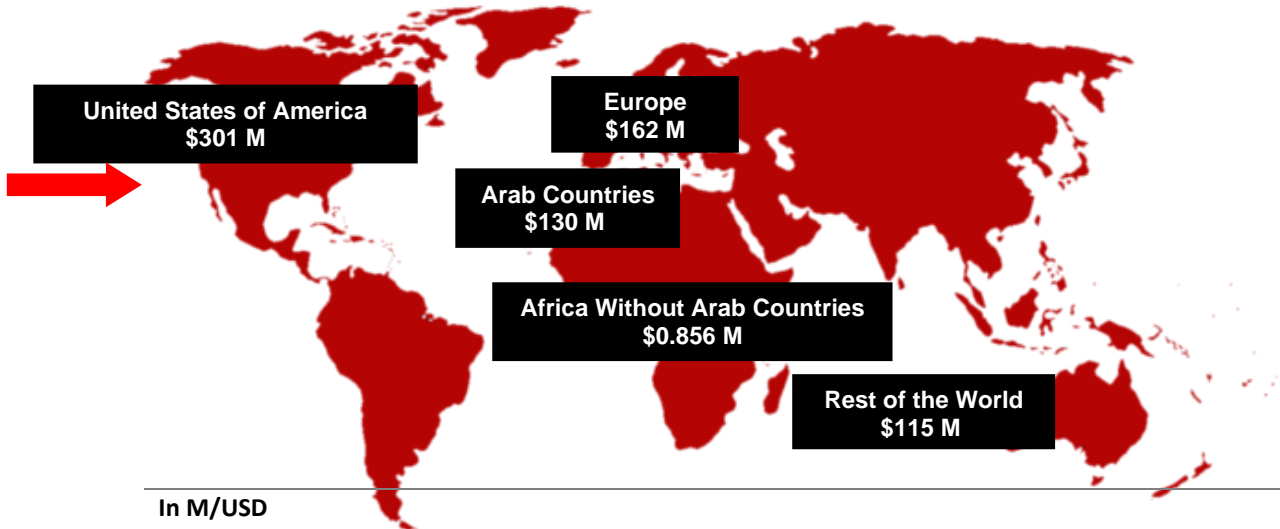 United States of America
$301 M
Europe
$162 M
Arab Countries
$130 M
Africa Without Arab Countries
$0.856 M
Rest of the World
$115 M
In M/USD